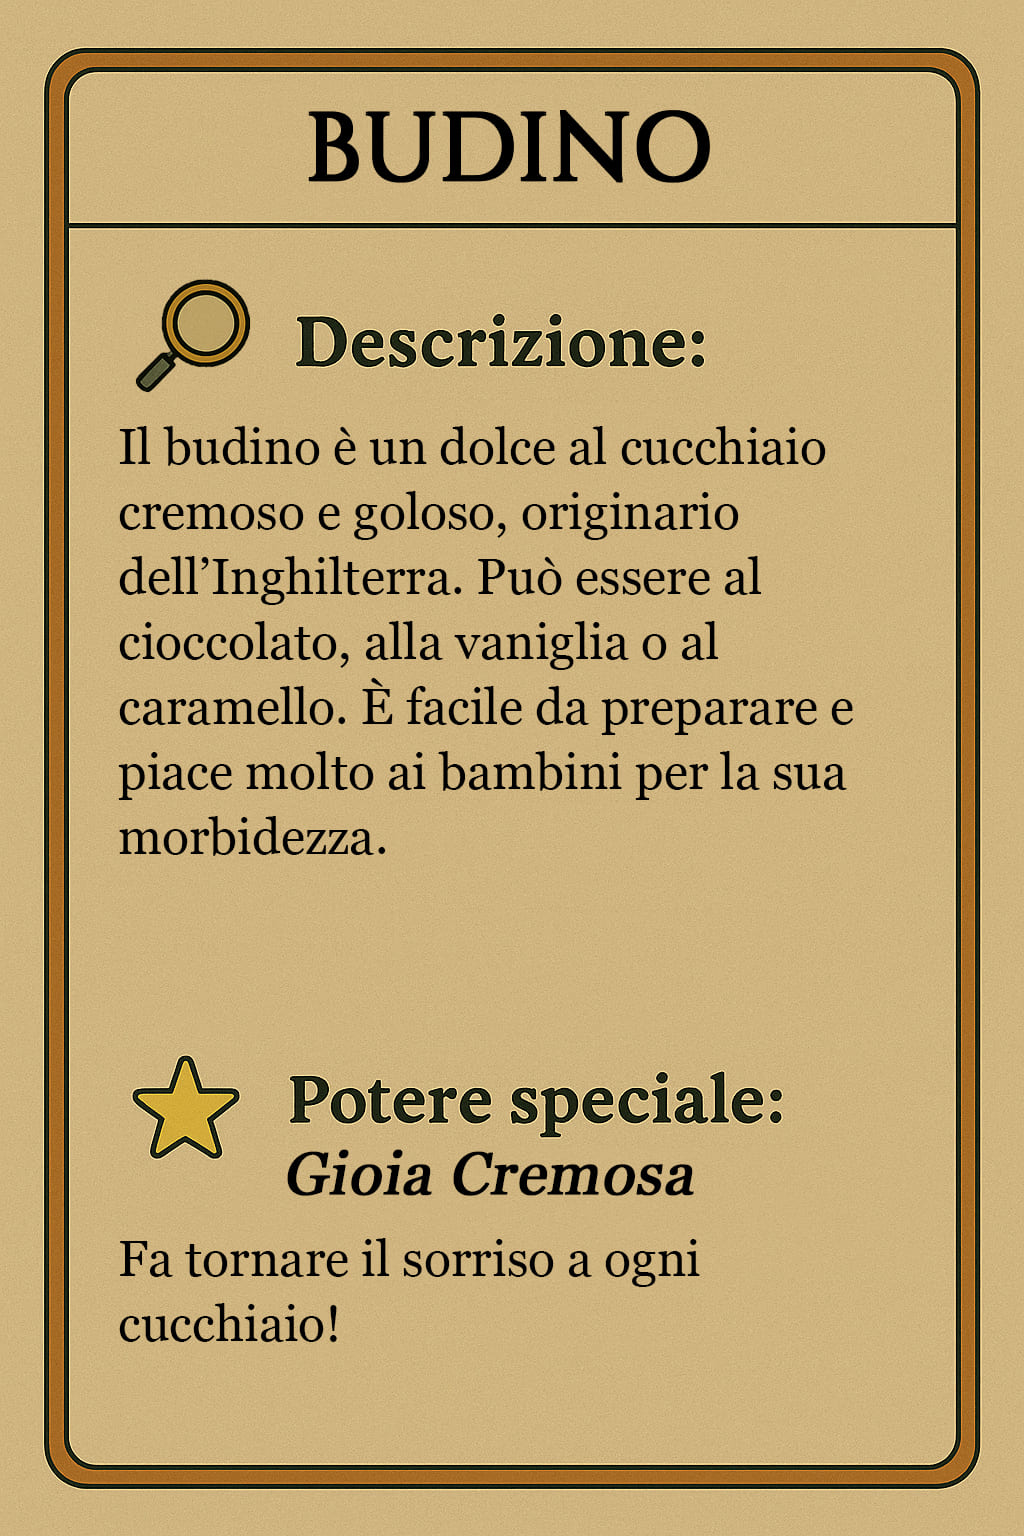 BUDINO
Descrizione:
Il budino è un dolce al cucchiaio
cremoso e goloso, originario
dell’Inghilterra. Può essere al
cioccolato, alla vaniglia o al
caramello. È facile da preparare e
piace molto ai bambini per la sua
morbidezza.
Potere speciale:
Gioia Cremosa
Fa tornare il sorriso a ogni
cucchiaio!